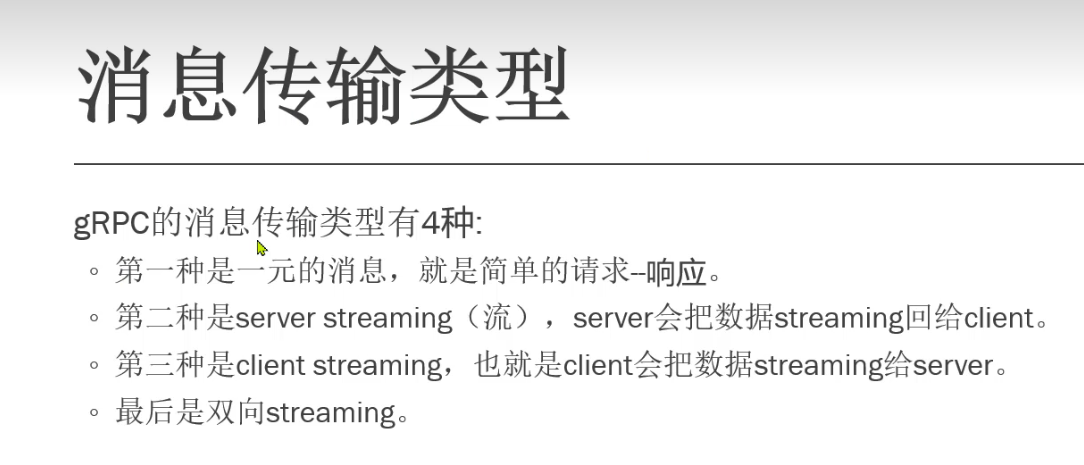 消息传输类型
gRPC的消息传输类型有4种:
◦ 第一种是一元的消息，就是简单的请求--响应。
◦ 第二种是server streaming（流），server会把数据streaming回给client。
◦ 第三种是client streaming，也就是client会把数据streaming给server。
◦ 最后是双向streaming。